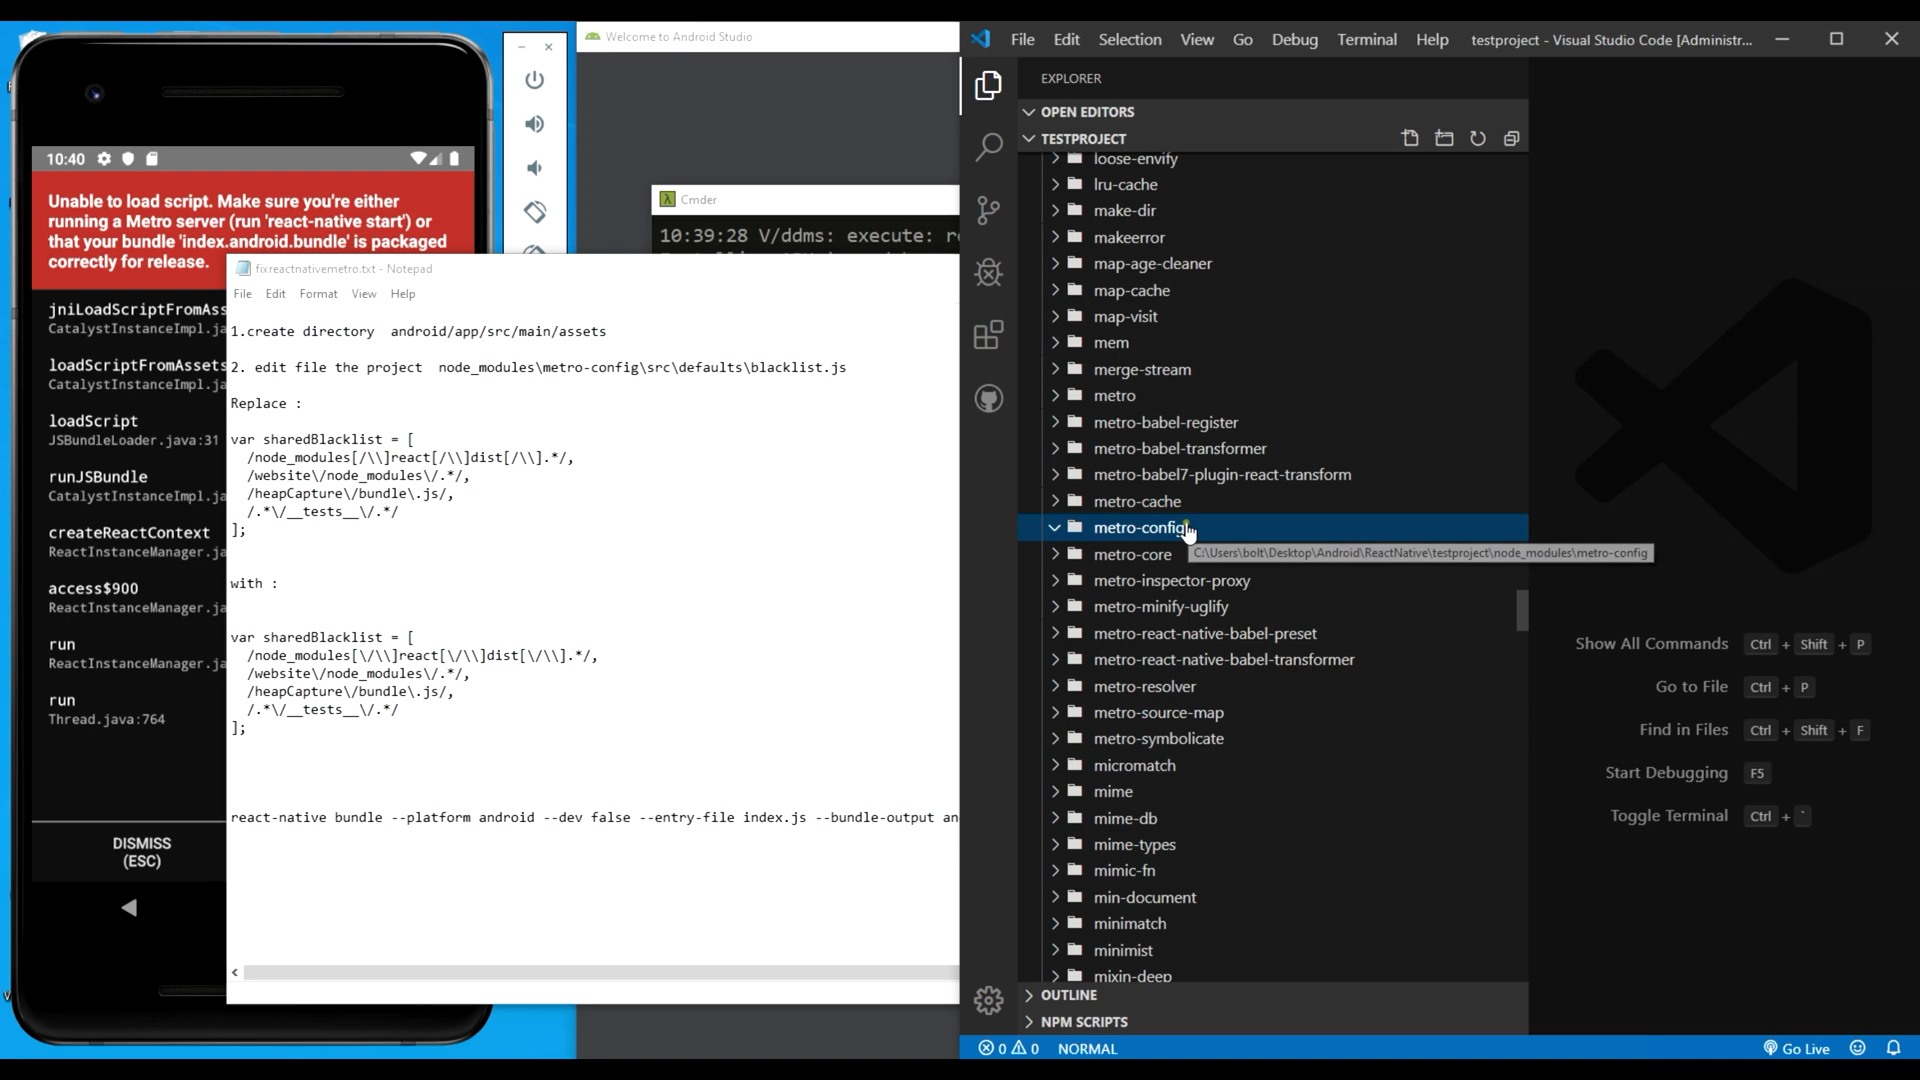 10:40
Unable to load script. Make sure you're either
running a Metro server (run 'react-native start') or
that your bundle 'index.android.bundle' is packaged
correctly for release.
jniLoadScriptFromAss
CatalystInstanceImpl.ja
loadScriptFromAssets
CatalystInstanceImpl.ja
loadScript
JSBundleLoader.java:31
runJSBundle
CatalystInstanceImpl.ja
createReactContext
ReactInstanceManager.ja
access$900
ReactInstanceManager.ja
run
ReactInstanceManager.ja
run
Thread.java:764
DISMISS
(ESC)
Welcome to Android Studio
Cmder
10:39:28 V/ddms: execute: r
fixreactnativemetro.txt - Notepad
File Edit Format View Help
1.create directory  android/app/src/main/assets
2. edit file the project  node_modules\metro-config\src\defaults\blacklist.js
Replace :
var sharedBlacklist = [
/node_modules[/\\]react[/\\]dist[/\\].*/,
/website\/node_modules\/.*/,
/heapCapture\/bundle\.js/,
/.*\/__tests__\/.*/
];
with :
var sharedBlacklist = [
/node_modules[\/\\]react[\/\\]dist[\/\\].*/,
/website\/node_modules\/.*/,
/heapCapture\/bundle\.js/,
/.*\/__tests__\/.*/
];
react-native bundle --platform android --dev false --entry-file index.js --bundle-output an
File Edit Selection View Go Debug Terminal Help testproject - Visual Studio Code [Administr...
EXPLORER
OPEN EDITORS
TESTPROJECT
loose-envify
lru-cache
make-dir
makeerror
map-age-cleaner
map-cache
map-visit
mem
merge-stream
metro
metro-babel-register
metro-babel-transformer
metro-babel7-plugin-react-transform
metro-cache
metro-config
C:\Users\bolt\Desktop\Android\ReactNative\testproject\node_modules\metro-config
metro-core
metro-inspector-proxy
metro-minify-uglify
metro-react-native-babel-preset
metro-react-native-babel-transformer
metro-resolver
metro-source-map
metro-symbolicate
micromatch
mime
mime-db
mime-types
mimic-fn
min-document
minimatch
minimist
mixin-deep
OUTLINE
NPM SCRIPTS
Show All Commands Ctrl + Shift + P
Go to File Ctrl + P
Find in Files Ctrl + Shift + F
Start Debugging F5
Toggle Terminal Ctrl + `
0 0 NORMAL
Go Live